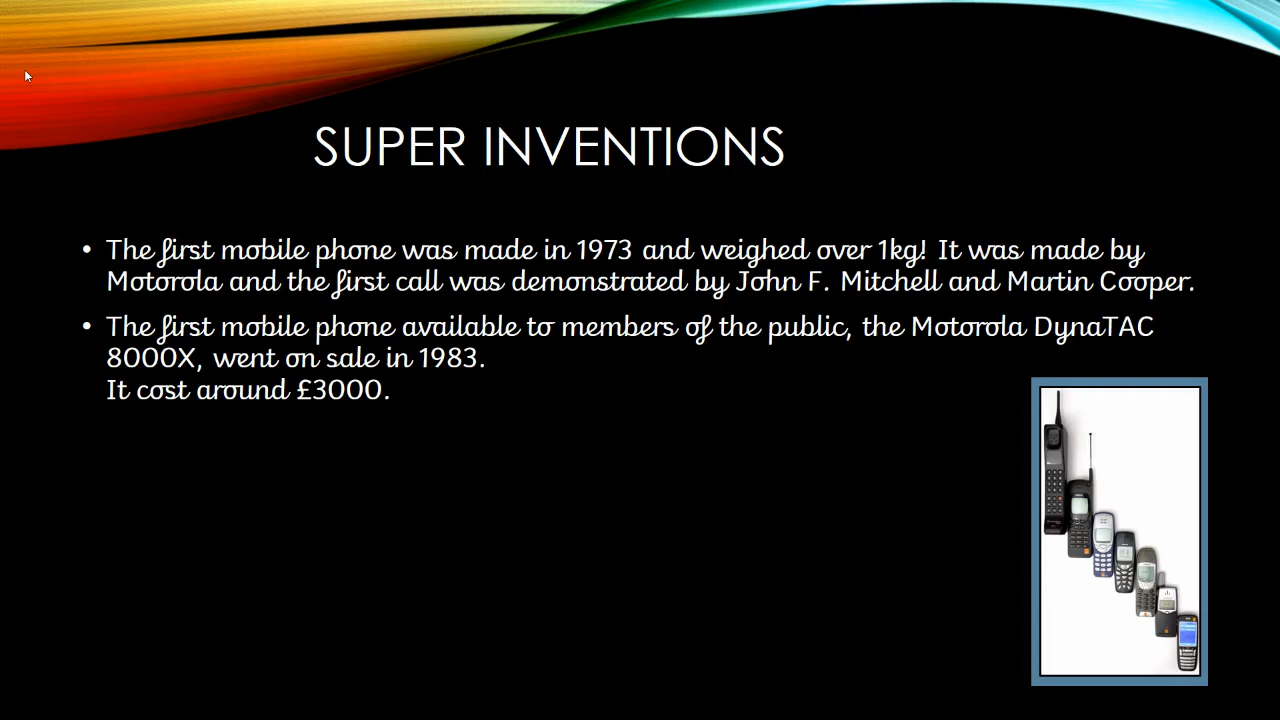 SUPER INVENTIONS
• The first mobile phone was made in 1973 and weighed over 1kg! It was made by
Motorola and the first call was demonstrated by John F. Mitchell and Martin Cooper.
• The first mobile phone available to members of the public, the Motorola DynaTAC
8000X, went on sale in 1983.
It cost around £3000.